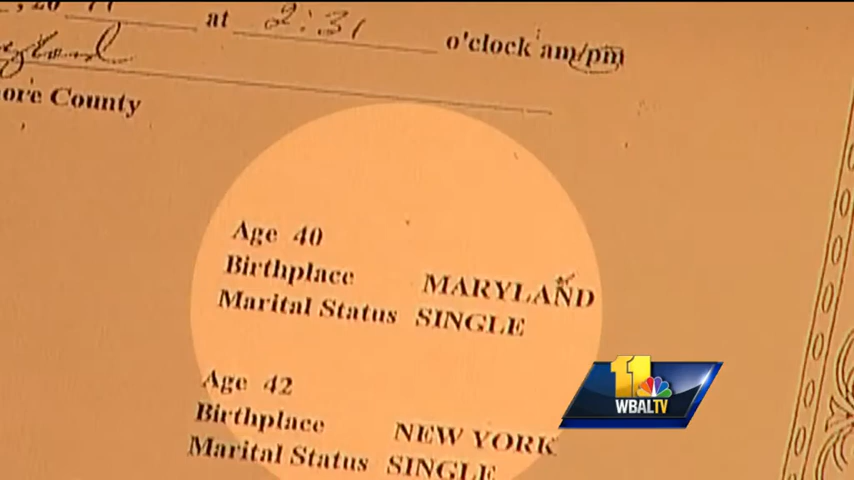 at 2:31 o'clock am/pm
ore County
Age 40
Birthplace MARYLAND
Marital Status SINGLE
Age 42
Birthplace NEW YORK
Marital Status SINGLE
11
WBALTV